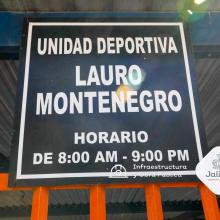 UNIDAD DEPORTIVA
LAURO
MONTENEGRO
HORARIO
DE 8:00 AM - 9:00 PM
Infraestructura
y Obra Pública